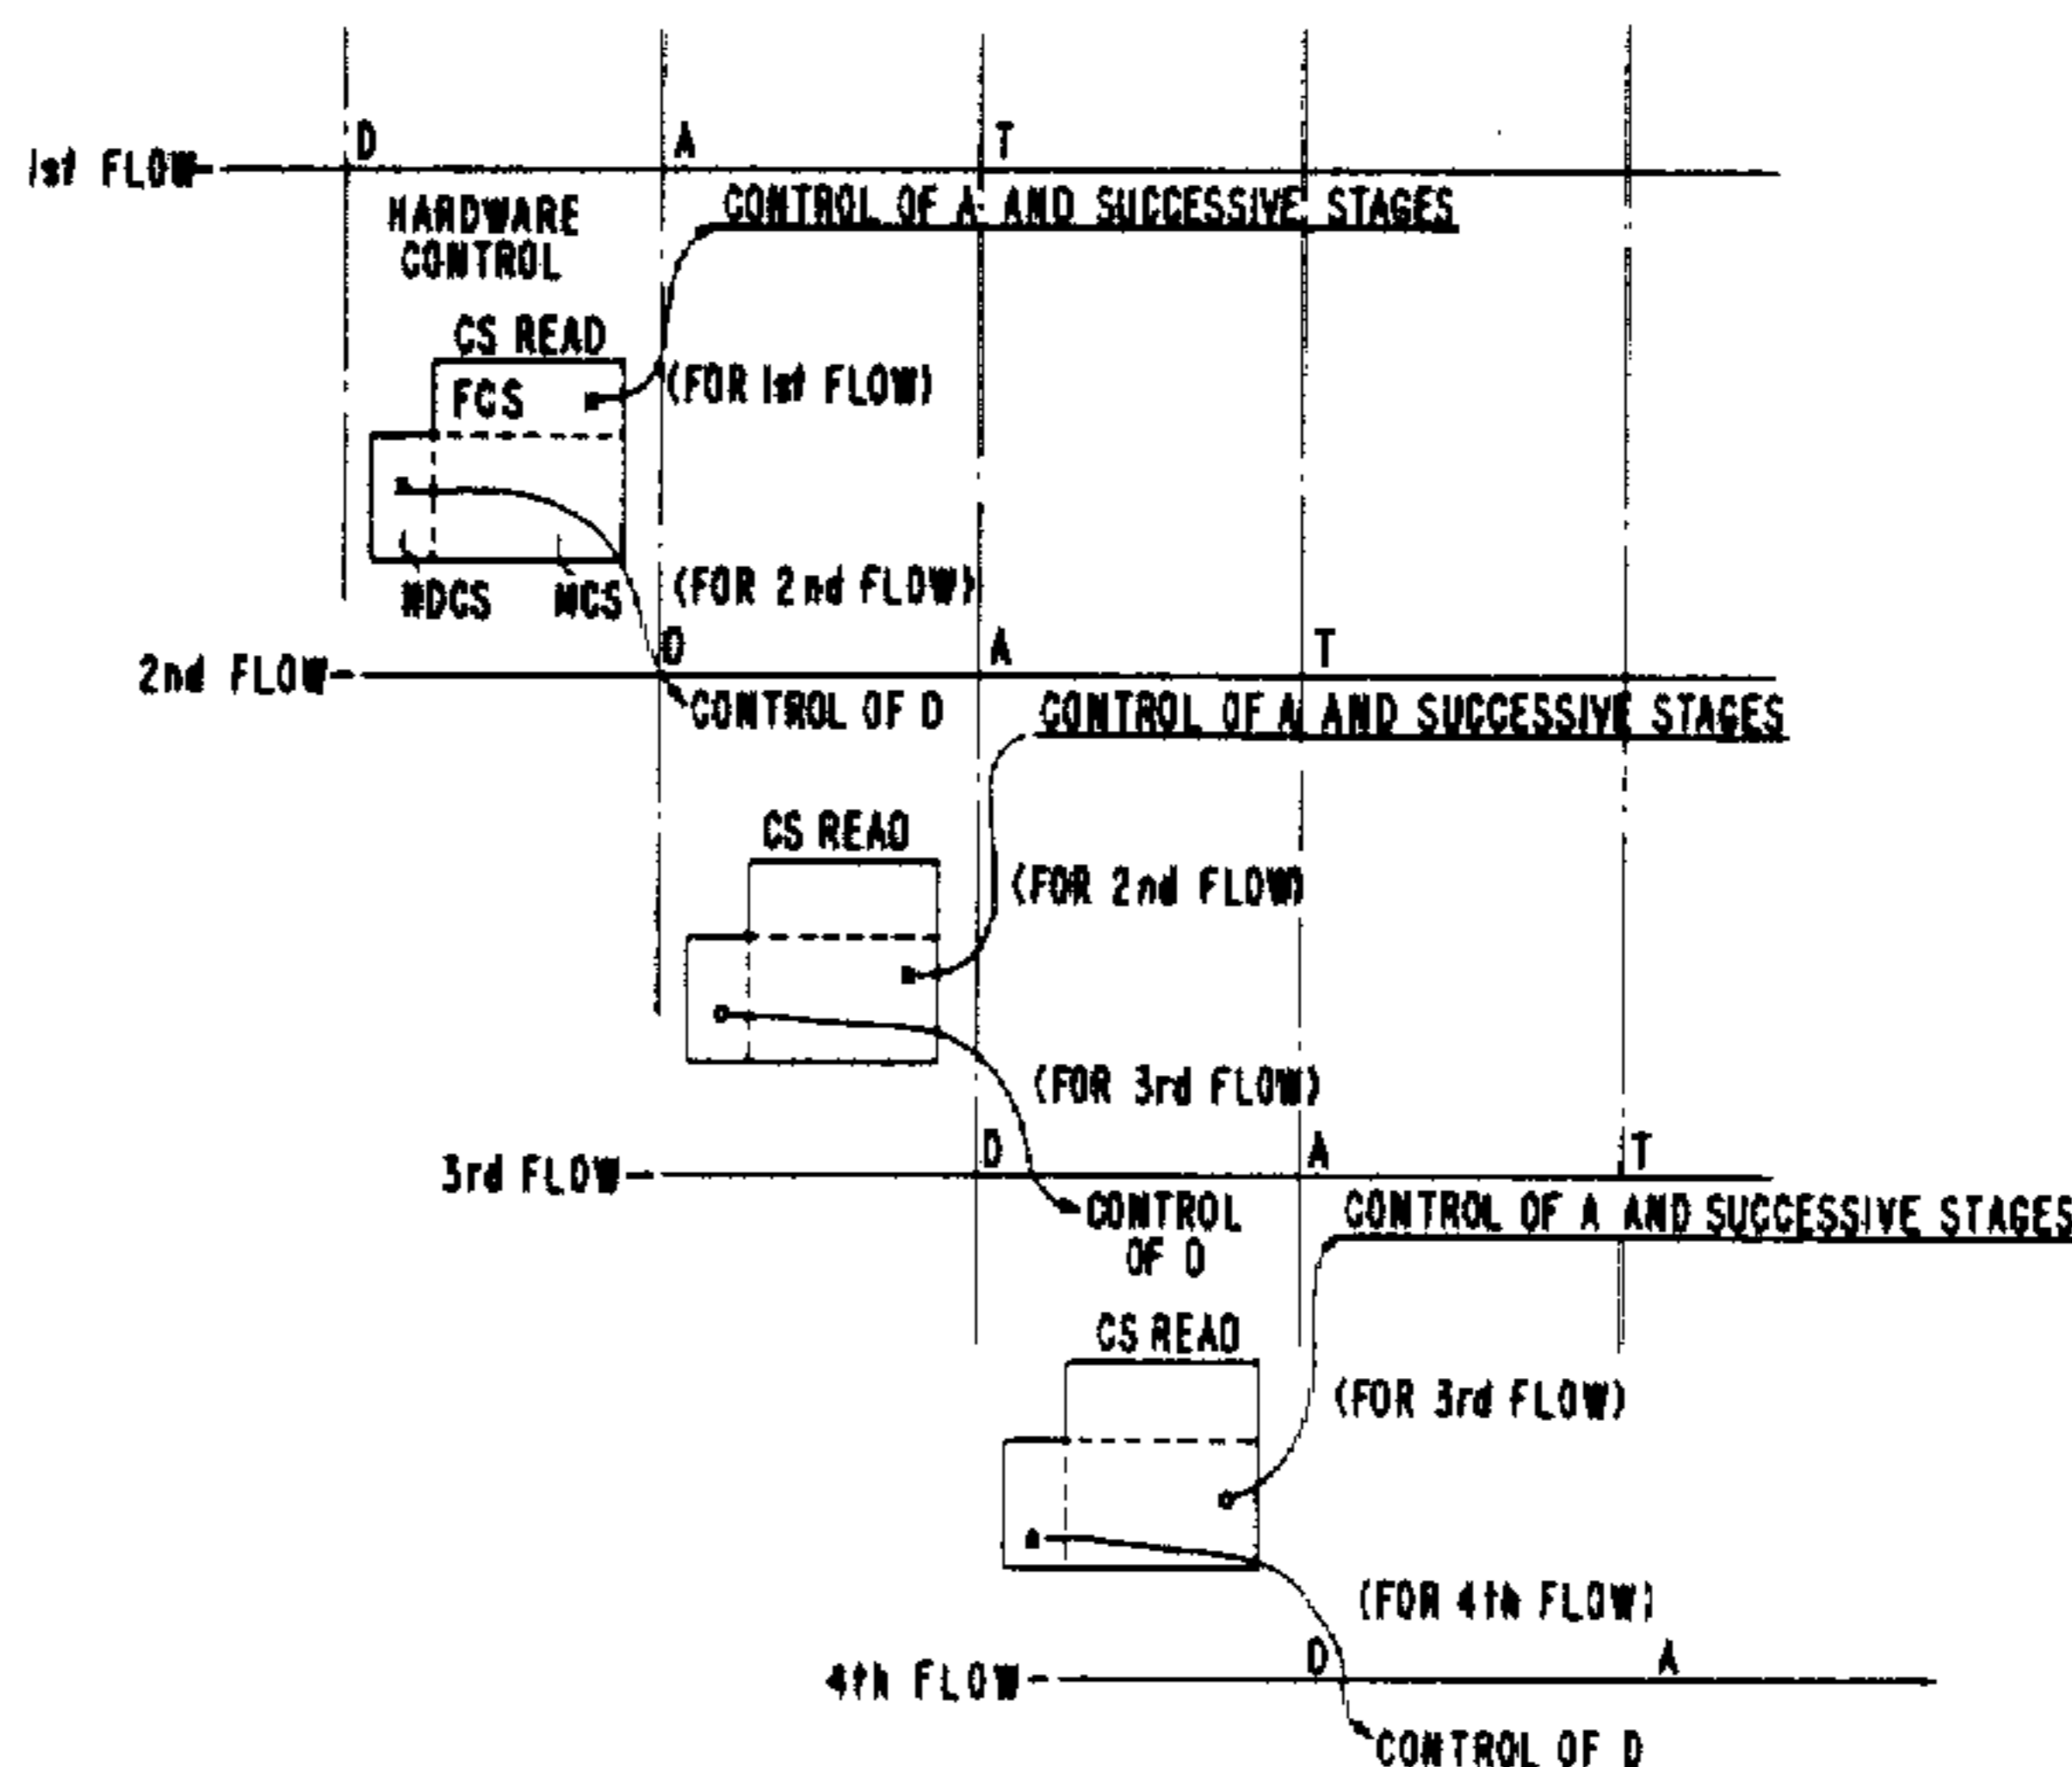 D A T
1st FLOW
HARDWARE
CONTROL
CONTROL OF A AND SUCCESSIVE STAGES
CS READ
FCS
(FOR 1st FLOW)
(FOR 2nd FLOW)
MCS
D A T
2nd FLOW
CONTROL OF D
CONTROL OF A AND SUCCESSIVE STAGES
CS READ
(FOR 2nd FLOW)
(FOR 3rd FLOW)
D A T
3rd FLOW
CONTROL
OF D
CONTROL OF A AND SUCCESSIVE STAGES
CS READ
(FOR 3rd FLOW)
(FOR 4th FLOW)
D A
4th FLOW
CONTROL OF D